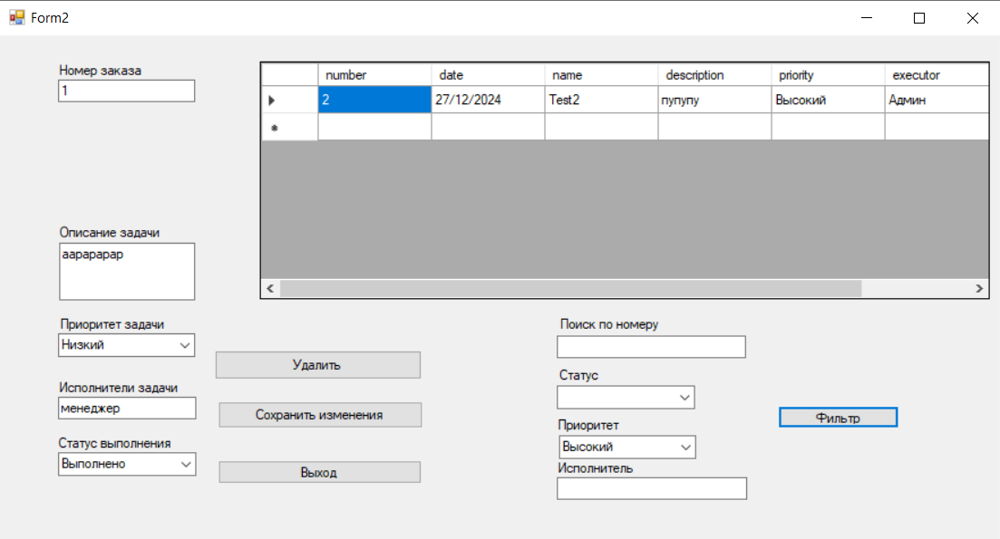 Form2
Номер заказа
1
number date name description priority executor
2 27/12/2024 Test2 пупупу Высокий Админ
Описание задачи
аарарарар
Приоритет задачи
Низкий
Исполнители задачи
менеджер
Статус выполнения
Выполнено
Удалить
Сохранить изменения
Выход
Поиск по номеру
Статус
Приоритет
Высокий
Исполнитель
Фильтр